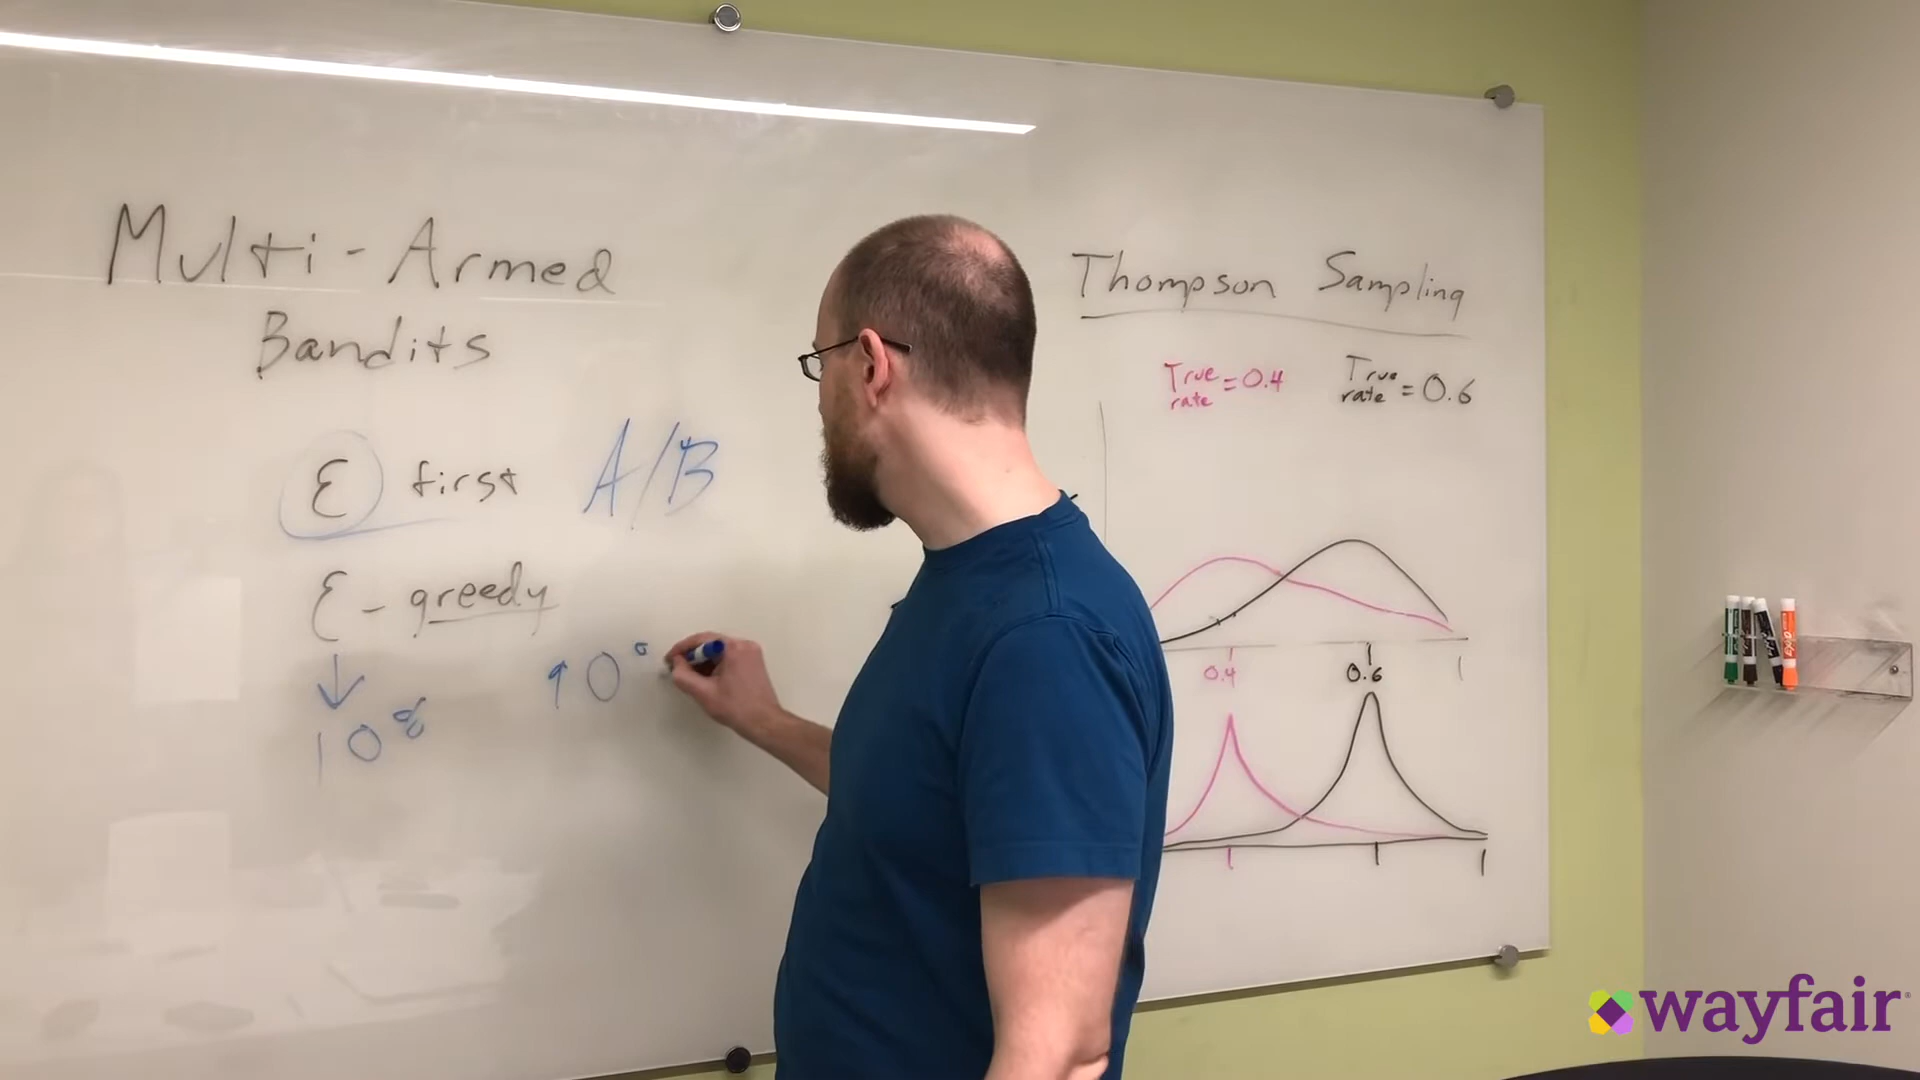 Multi-Armed
Bandits
ε first A/B
ε-greedy
10%
90%
Thompson Sampling
True rate = 0.4
True rate = 0.6
0.4 0.6 1
1
wayfair